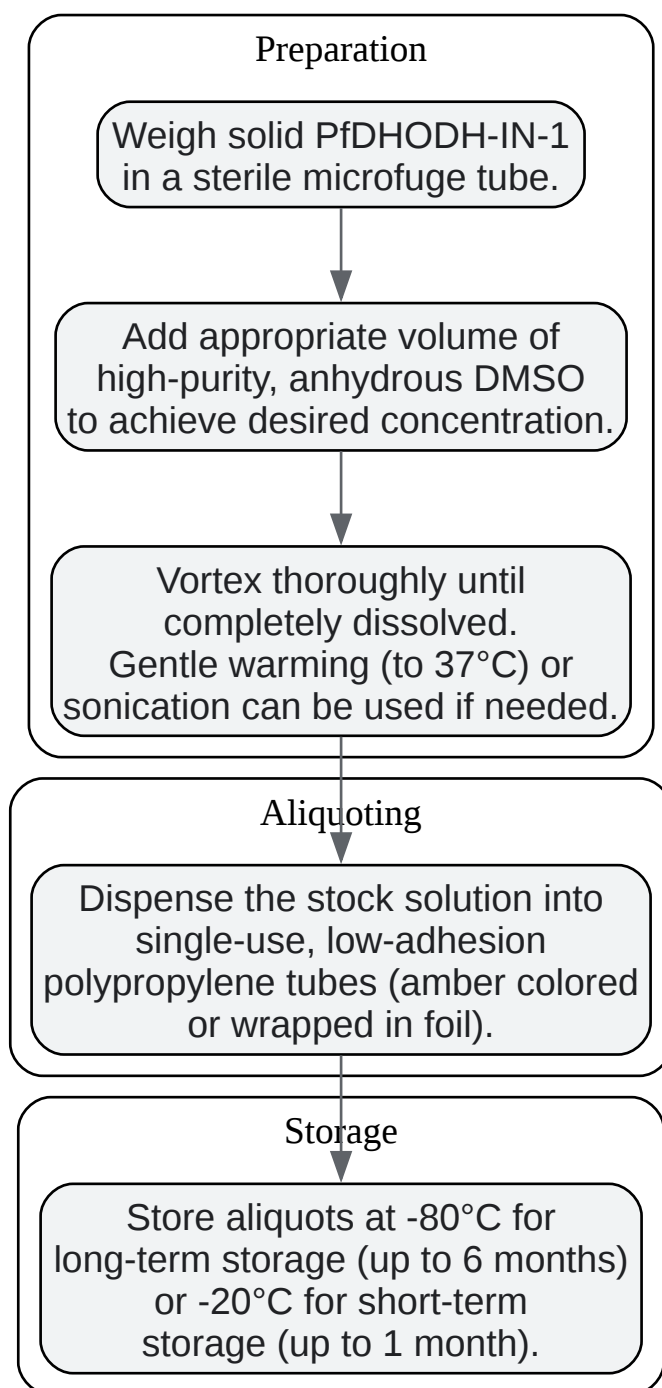 Preparation
Weigh solid PfDHODH-IN-1
in a sterile microfuge tube.
Add appropriate volume of
high-purity, anhydrous DMSO
to achieve desired concentration.
Vortex thoroughly until
completely dissolved.
Gentle warming (to 37°C) or
sonication can be used if needed.
Aliquoting
Dispense the stock solution into
single-use, low-adhesion
polypropylene tubes (amber colored
or wrapped in foil).
Storage
Store aliquots at -80°C for
long-term storage (up to 6 months)
or -20°C for short-term
storage (up to 1 month).